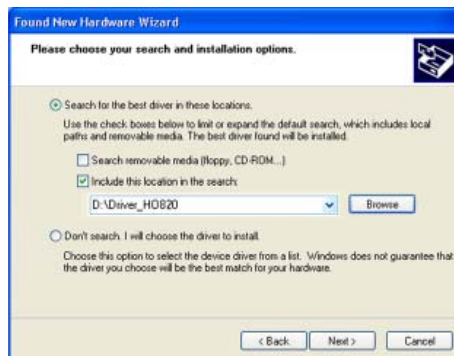 Found New Hardware Wizard
Please choose your search and installation options.
Search for the best driver in these locations.
Use the check boxes below to limit or expand the default search, which includes local
paths and removable media. The best driver found will be installed.
Search removable media (floppy, CD-ROM...)
Include this location in the search:
D:\Driver_HO820
Browse
Don't search. I will choose the driver to install.
Choose this option to select the device driver from a list. Windows does not guarantee that
the driver you choose will be the best match for your hardware.
< Back
Next >
Cancel